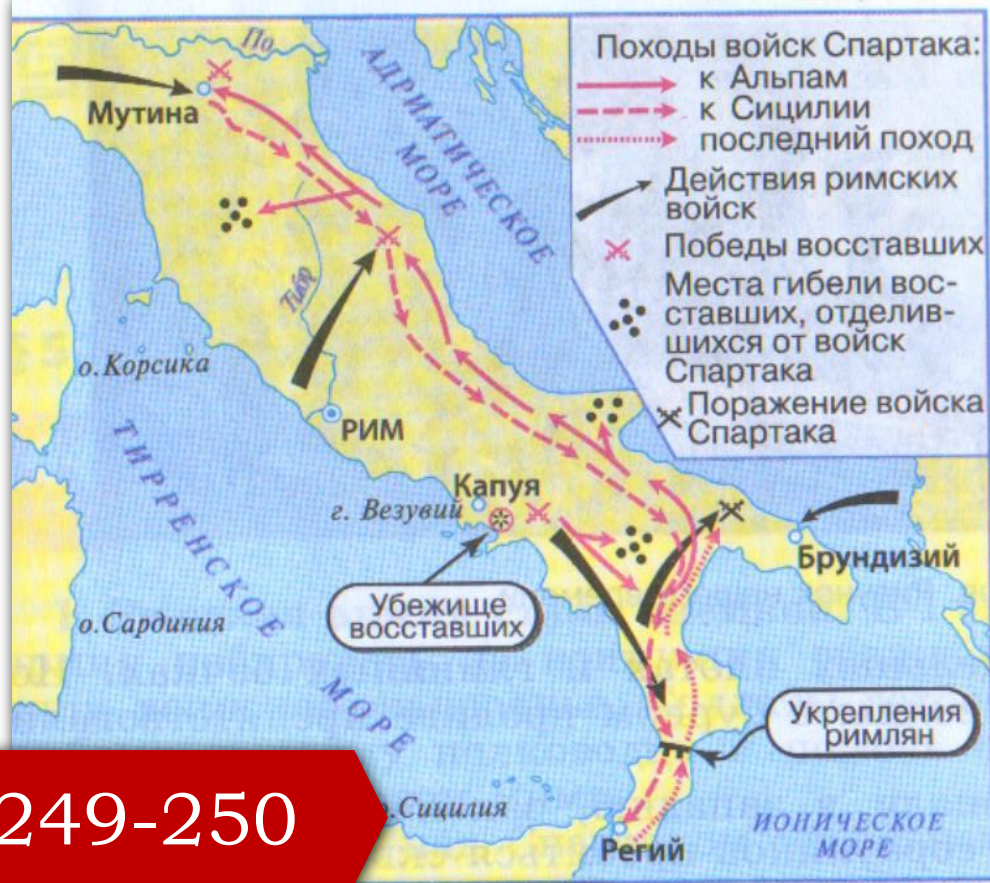 По
Мутина
АДРИАТИЧЕСКОЕ
МОРЕ
Походы войск Спартака:
к Альпам
к Сицилии
последний поход
Действия римских
войск
Победы восставших
Места гибели вос-
ставших, отделив-
шихся от войск
Спартака
Поражение войска
Спартака
Тибр
о.Корсика
РИМ
ТИРРЕНСКОЕ
МОРЕ
Капуя
г. Везувий
Убежище
восставших
Брундизий
о.Сардиния
Укрепления
римлян
249-250
о.Сицилия
Регий
ИОНИЧЕСКОЕ
МОРЕ